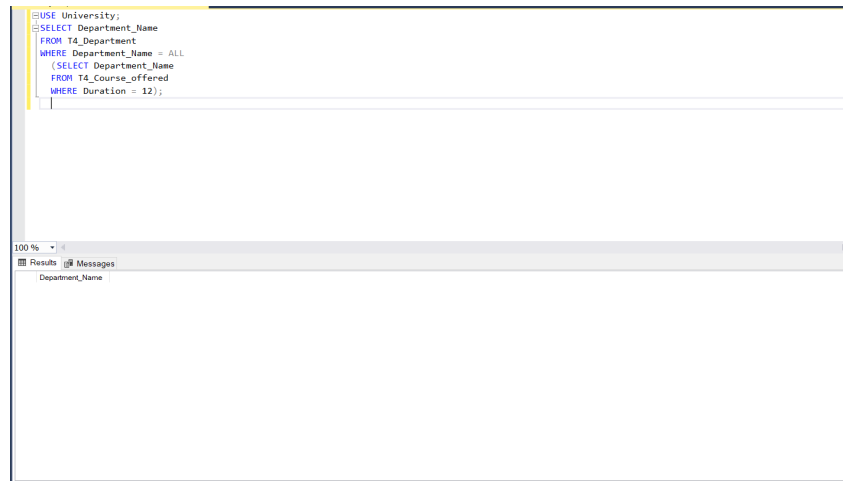 USE University;
SELECT Department_Name
FROM T4_Department
WHERE Department_Name = ALL
(SELECT Department_Name
FROM T4_Course_offered
WHERE Duration = 12);
100 %
Results Messages
Department_Name